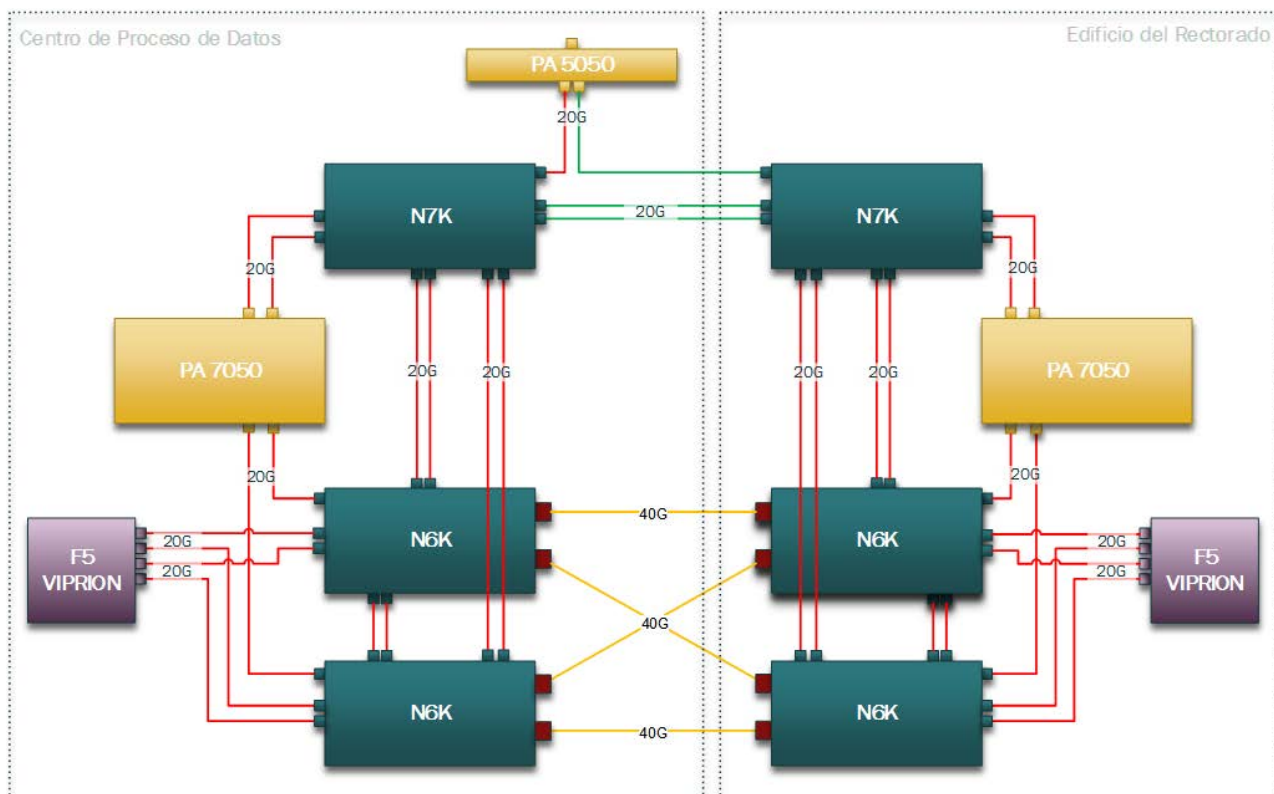 Centro de Proceso de Datos
Edificio del Rectorado
PA 5050
20G
N7K
20G
N7K
20G
20G
PA 7050
20G
20G
20G
20G
PA 7050
20G
20G
N6K
40G
N6K
F5
VIPRION
20G
20G
20G
20G
F5
VIPRION
40G
N6K
40G
N6K